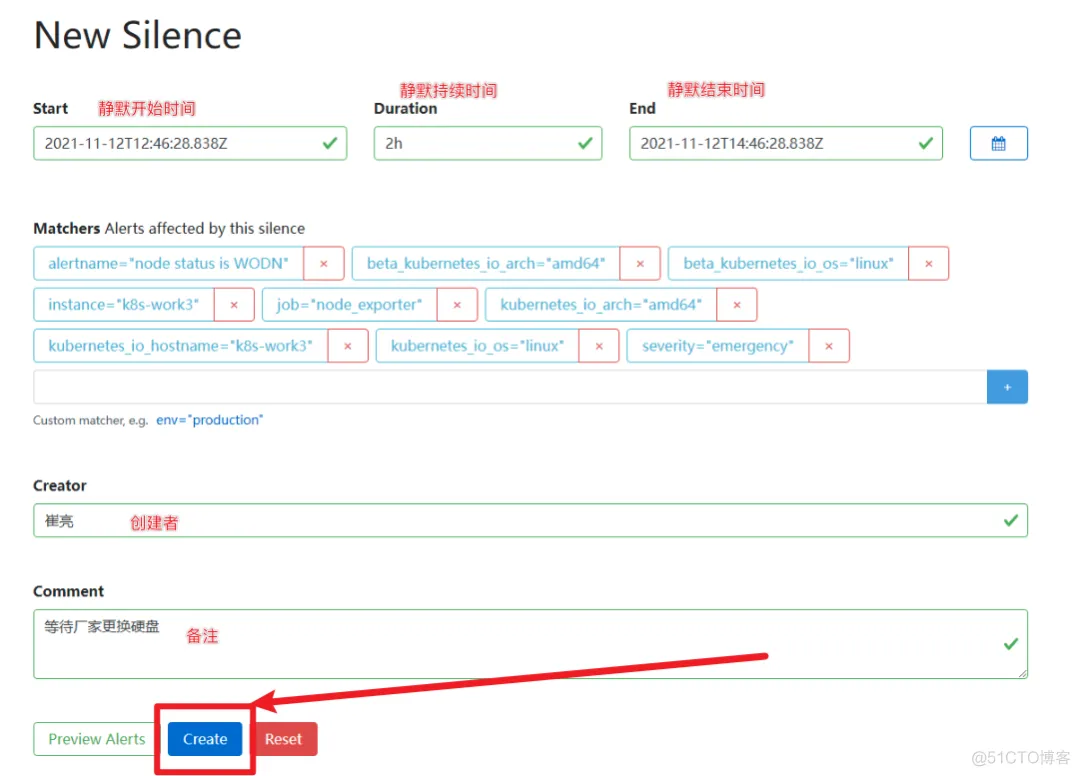 New Silence
静默开始时间 静默持续时间 静默结束时间
Start Duration End
2021-11-12T12:46:28.838Z 2h 2021-11-12T14:46:28.838Z
Matchers Alerts affected by this silence
alertname="node status is WODN" × beta_kubernetes_io_arch="amd64" × beta_kubernetes_io_os="linux" ×
instance="k8s-work3" × job="node_exporter" × kubernetes_io_arch="amd64" ×
kubernetes_io_hostname="k8s-work3" × kubernetes_io_os="linux" × severity="emergency" ×
+
Custom matcher, e.g. env="production"
Creator
崔亮 创建者
Comment
等待厂家更换硬盘 备注
Preview Alerts Create Reset
@51CTO博客